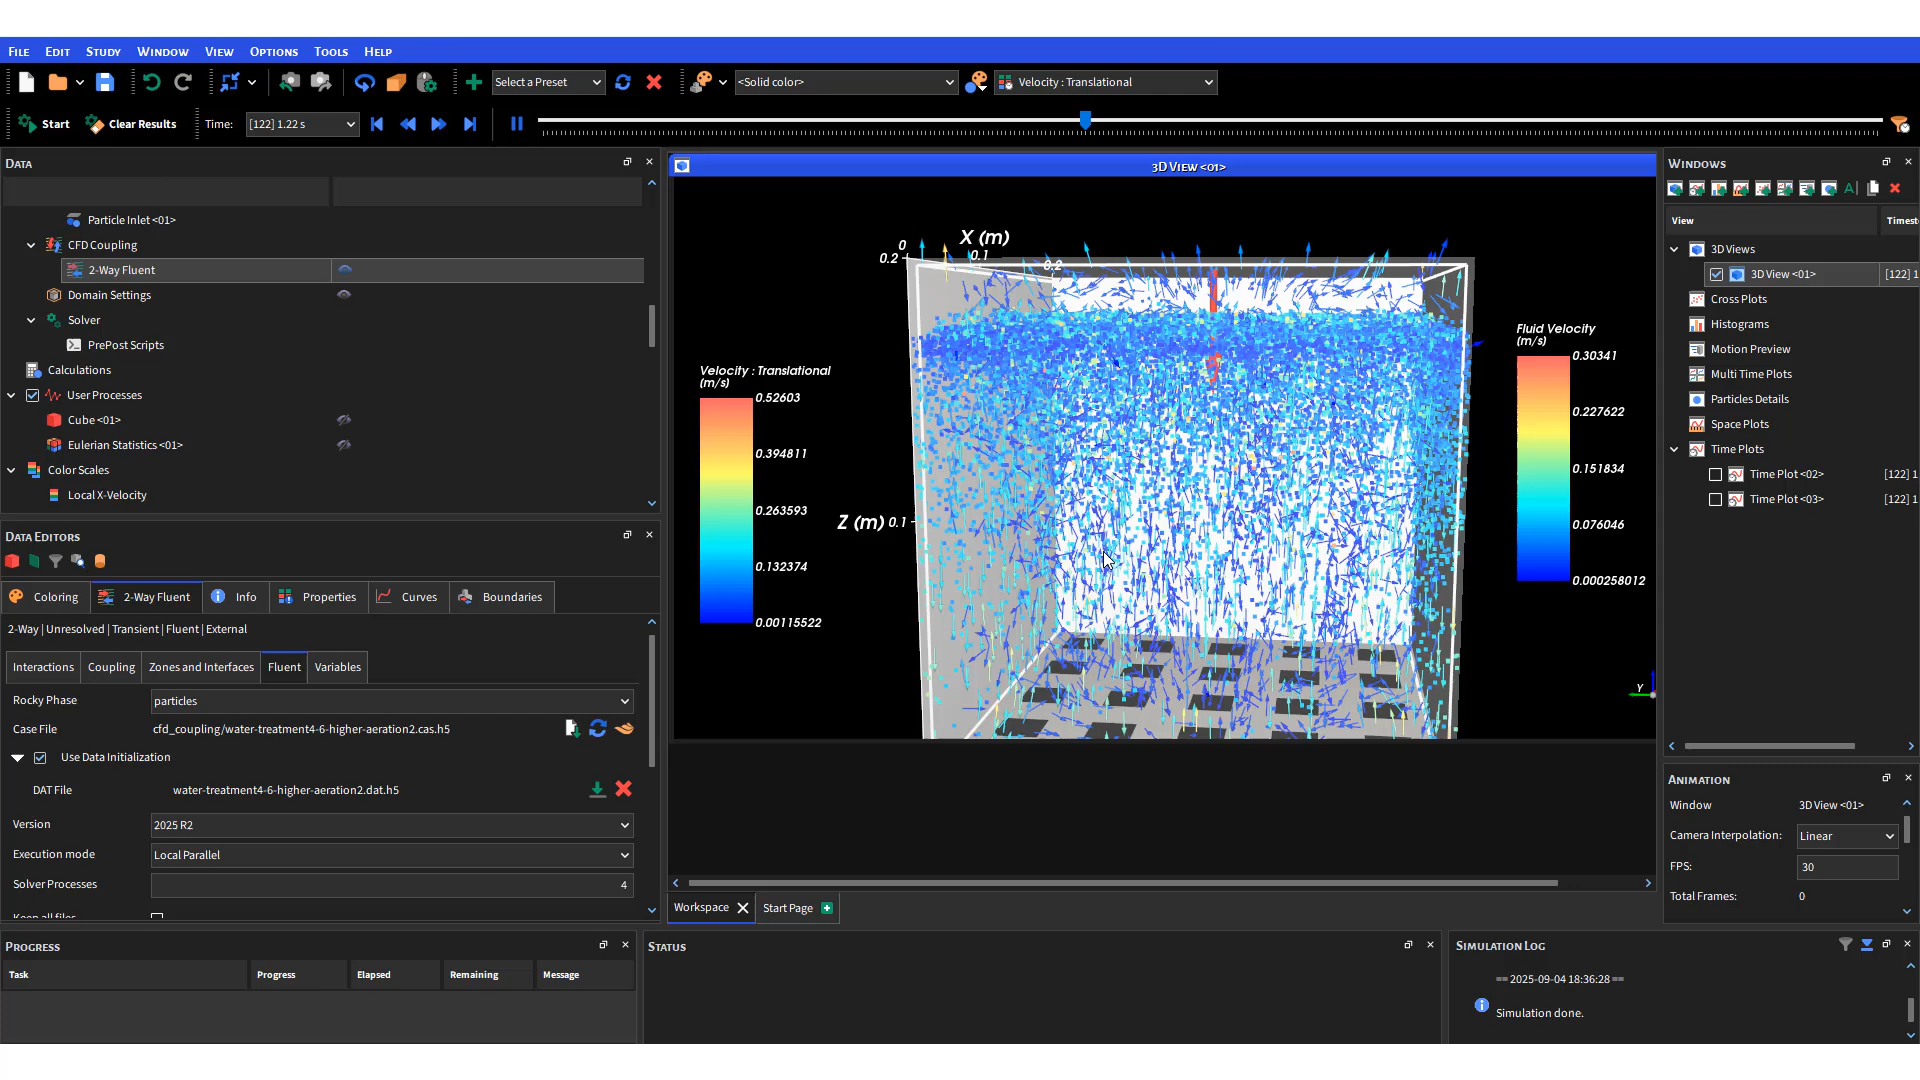 File Edit Study Window View Options Tools Help
Select a Preset <Solid color> Velocity : Translational
Start Clear Results Time: [122] 1.22 s
Data
Particle Inlet <01>
CFD Coupling
2-Way Fluent
Domain Settings
Solver
PrePost Scripts
Calculations
User Processes
Cube <01>
Eulerian Statistics <01>
Color Scales
Local X-Velocity
Data Editors
Coloring 2-Way Fluent Info Properties Curves Boundaries
2-Way | Unresolved | Transient | Fluent | External
Interactions Coupling Zones and Interfaces Fluent Variables
Rocky Phase particles
Case File cfd_coupling/water-treatment4-6-higher-aeration2.cas.h5
Use Data Initialization
DAT File water-treatment4-6-higher-aeration2.dat.h5
Version 2025 R2
Execution mode Local Parallel
Solver Processes 4
Keep all files
3D View <01>
X (m)
0
0.1
0.2
0.2
Z (m) 0.1
Velocity : Translational
(m/s)
0.52603
0.394811
0.263593
0.132374
0.00115522
Fluid Velocity
(m/s)
0.30341
0.227622
0.151834
0.076046
0.000258012
Y
Workspace Start Page
Windows
View Timest
3D Views
3D View <01> [122] 1
Cross Plots
Histograms
Motion Preview
Multi Time Plots
Particles Details
Space Plots
Time Plots
Time Plot <02> [122] 1
Time Plot <03> [122] 1
Animation
Window 3D View <01>
Camera Interpolation: Linear
FPS: 30
Total Frames: 0
Progress
Task Progress Elapsed Remaining Message
Status
Simulation Log
== 2025-09-04 18:36:28 ==
Simulation done.